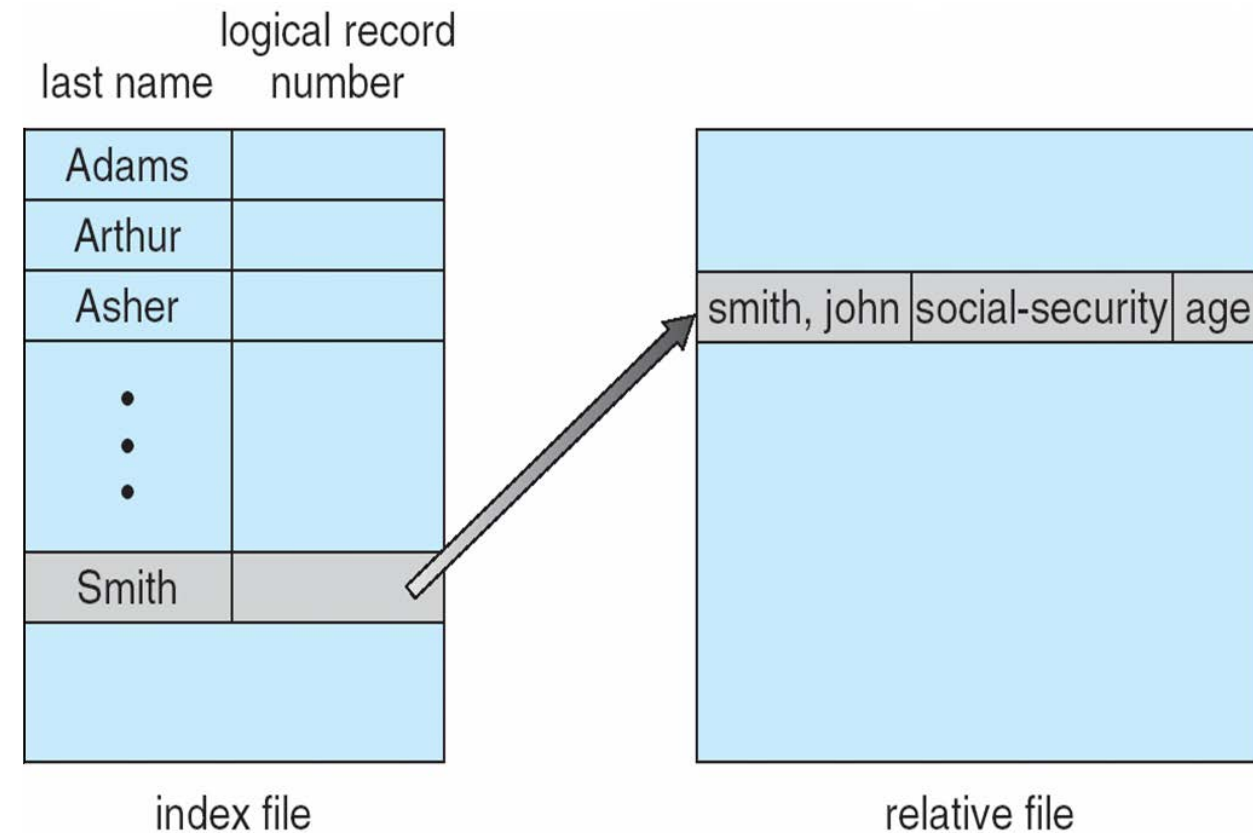 logical record
last name number
Adams
Arthur
Asher
smith, john social-security age
Smith
index file relative file